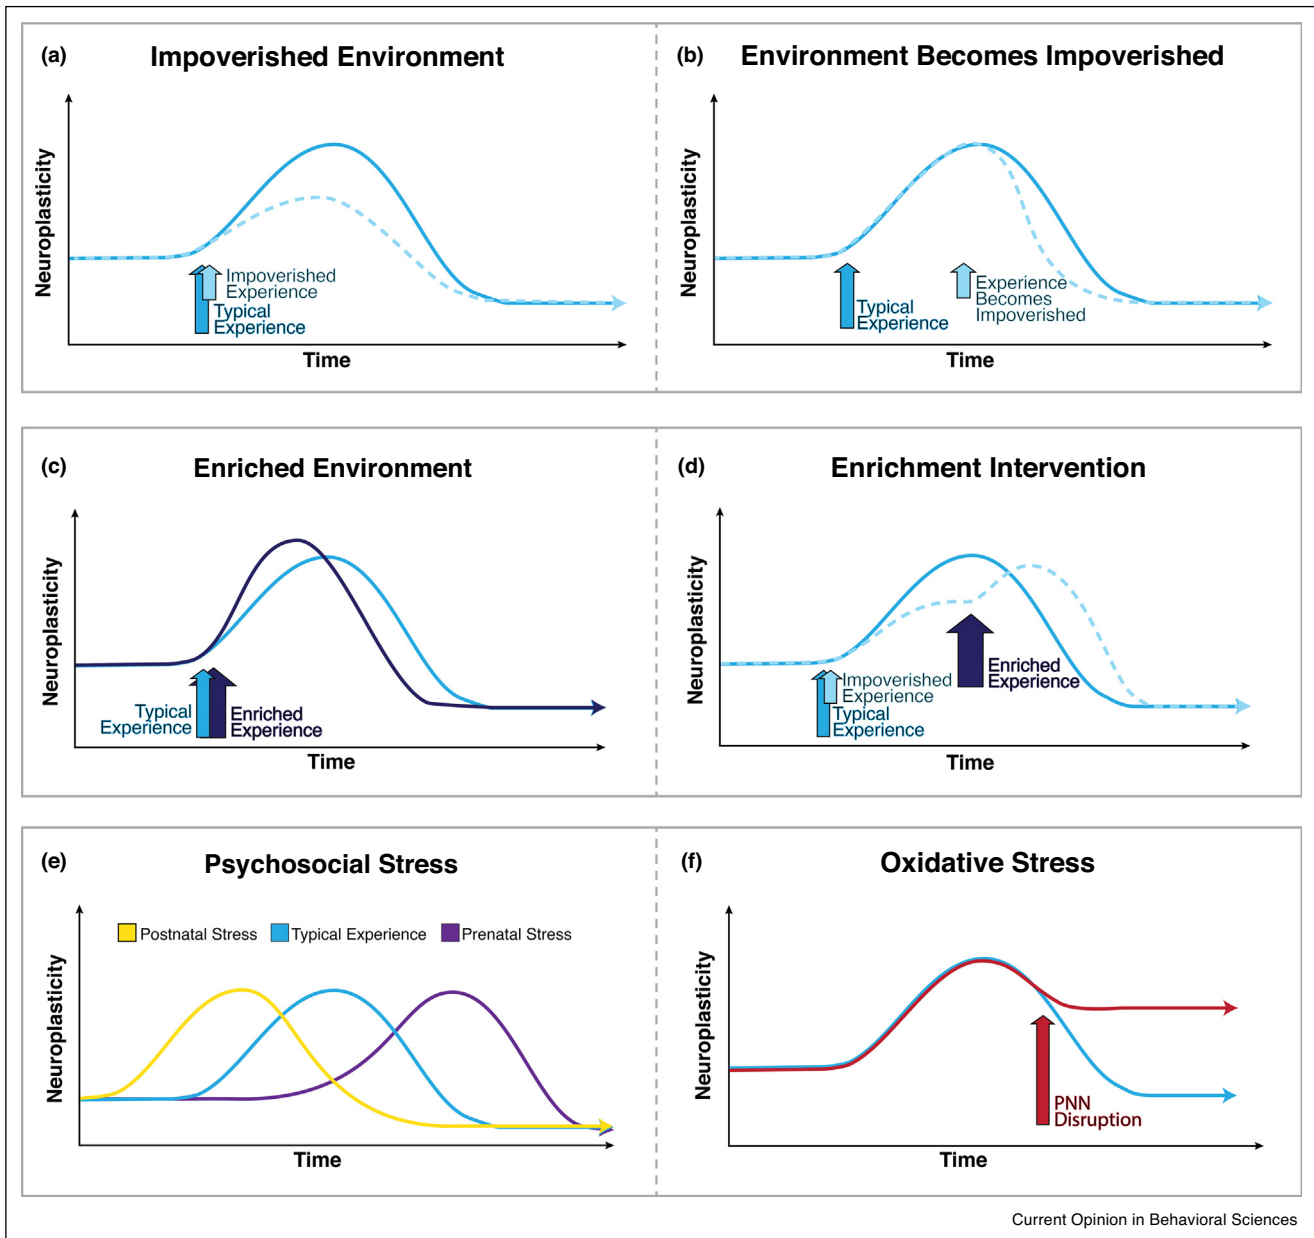 (a)
Impoverished Environment
Neuroplasticity
Impoverished
Experience
Typical
Experience
Time
(b)
Environment Becomes Impoverished
Neuroplasticity
Typical
Experience
Experience
Becomes
Impoverished
Time
(c)
Enriched Environment
Neuroplasticity
Typical
Experience
Enriched
Experience
Time
(d)
Enrichment Intervention
Neuroplasticity
Impoverished
Experience
Typical
Experience
Enriched
Experience
Time
(e)
Psychosocial Stress
Postnatal Stress
Typical Experience
Prenatal Stress
Neuroplasticity
Time
(f)
Oxidative Stress
Neuroplasticity
PNN
Disruption
Time
Current Opinion in Behavioral Sciences